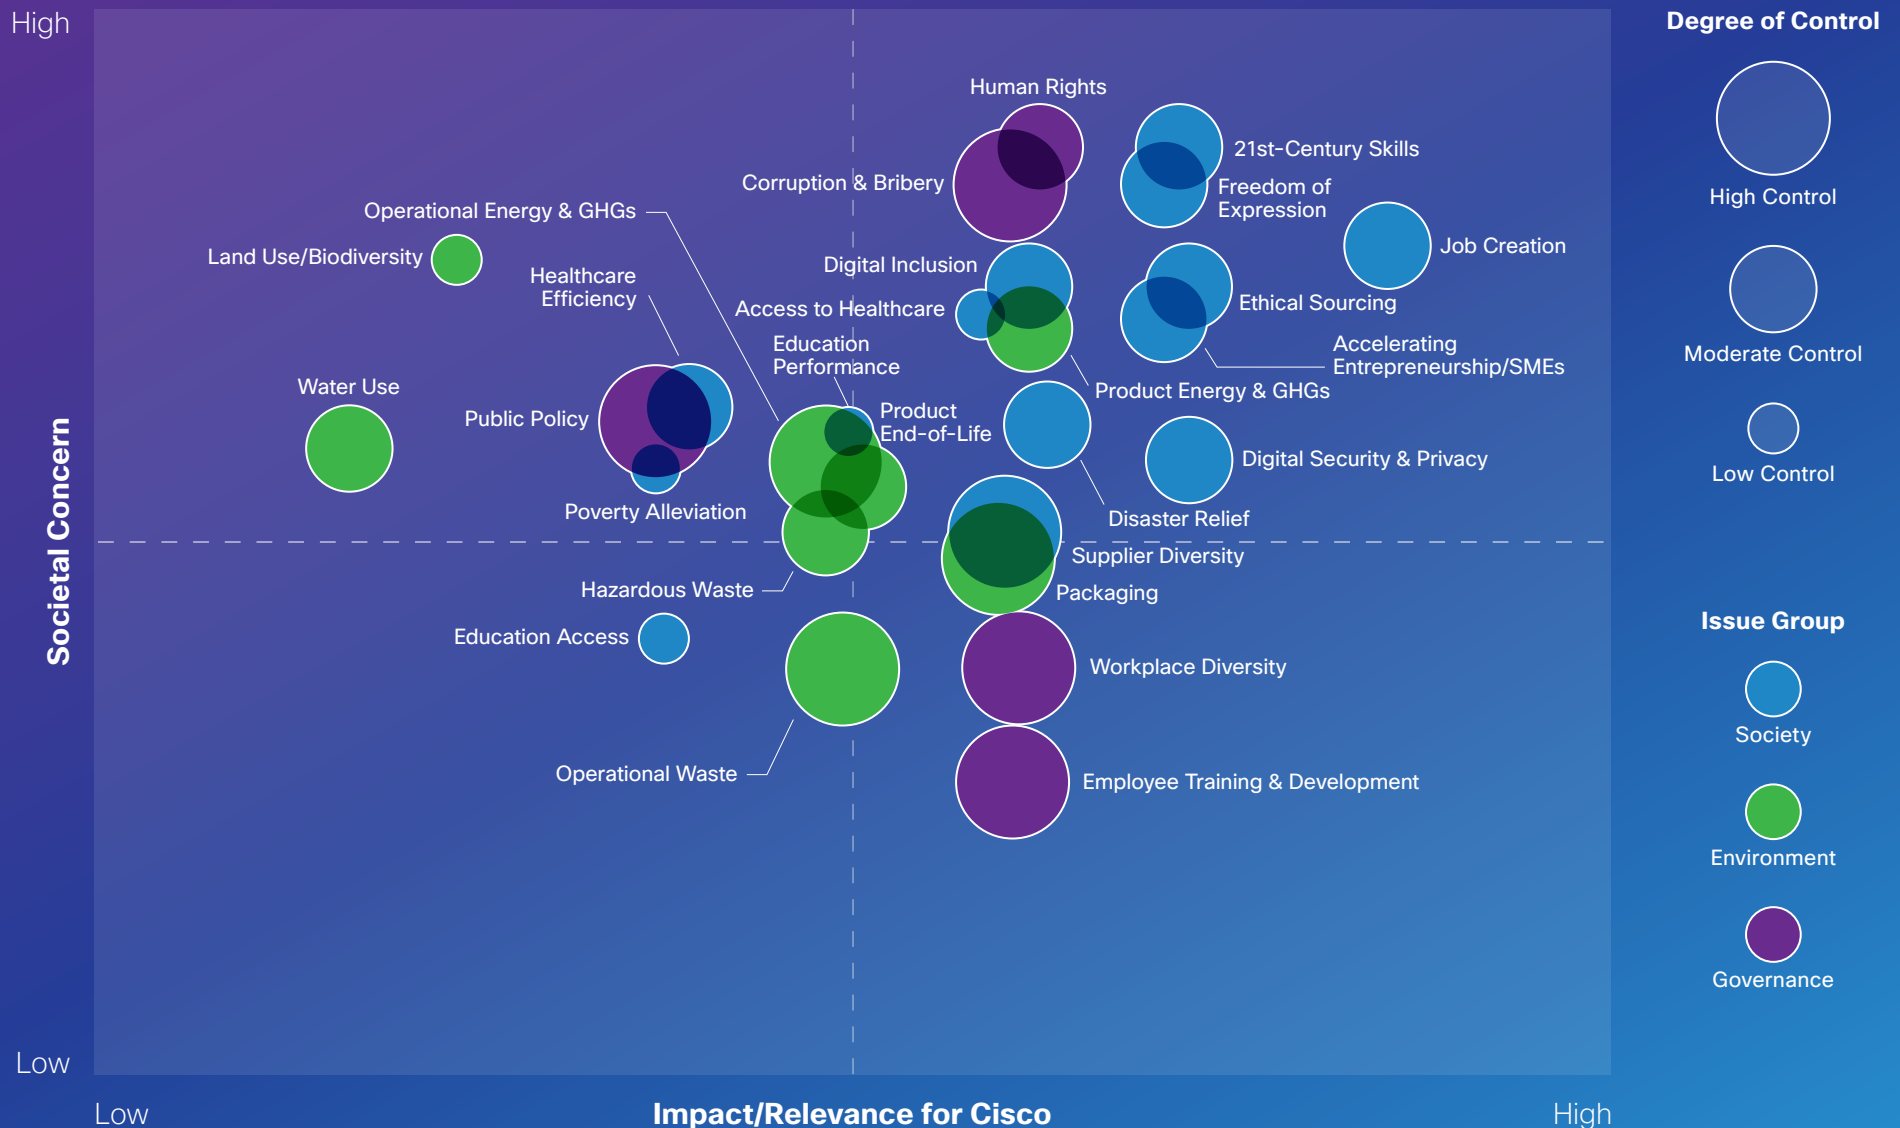 High
Degree of Control
Human Rights
21st-Century Skills
Corruption & Bribery
Freedom of
Expression
High Control
Operational Energy & GHGs
Land Use/Biodiversity
Job Creation
Digital Inclusion
Healthcare
Efficiency
Ethical Sourcing
Access to Healthcare
Education
Performance
Accelerating
Entrepreneurship/SMEs
Moderate Control
Water Use
Product Energy & GHGs
Public Policy
Product
End-of-Life
Digital Security & Privacy
Low Control
Poverty Alleviation
Disaster Relief
Societal Concern
Supplier Diversity
Hazardous Waste
Packaging
Issue Group
Education Access
Workplace Diversity
Society
Operational Waste
Employee Training & Development
Environment
Governance
Low
Low
Impact/Relevance for Cisco
High